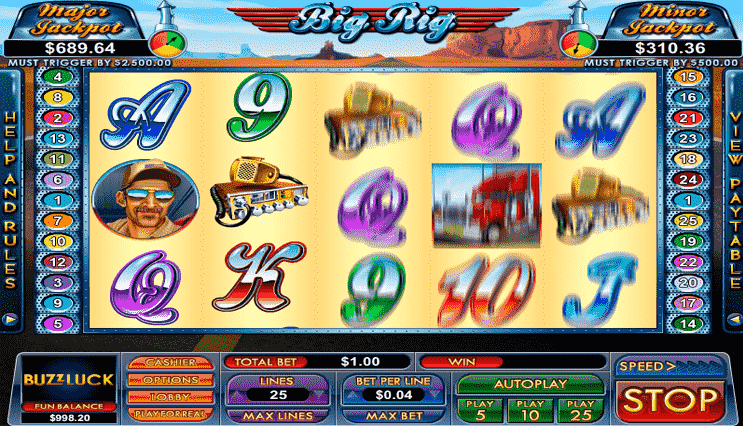 Major
Jackpot
$689.64
MUST TRIGGER BY $2,500.00
Big Rig
Minor
Jackpot
$310.36
MUST TRIGGER BY $500.00
HELP AND RULES
VIEW PAYTABLE
4
8
2
13
11
6
1
7
10
12
3
9
5
A
9
Q
A
Q
Q
K
9
10
J
15
16
21
23
18
24
1
25
19
22
20
17
14
BUZZLUCK
FUN BALANCE
$998.20
CASHIER
OPTIONS
LOBBY
PLAY FOR REAL
TOTAL BET $1.00
WIN
LINES
25
MAX LINES
BET PER LINE
$0.04
MAX BET
AUTOPLAY
PLAY
5
PLAY
10
PLAY
25
SPEED>
STOP